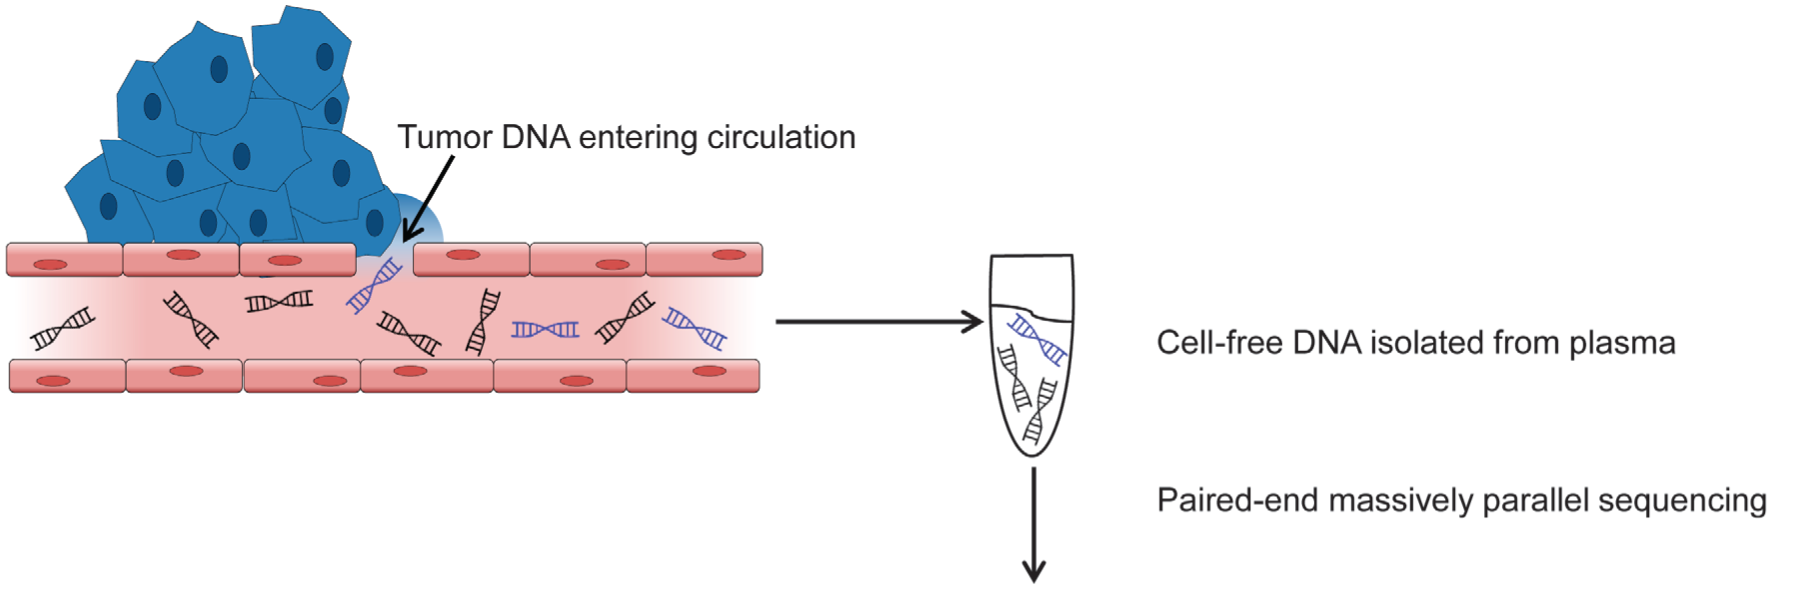 Tumor DNA entering circulation
Cell-free DNA isolated from plasma
Paired-end massively parallel sequencing